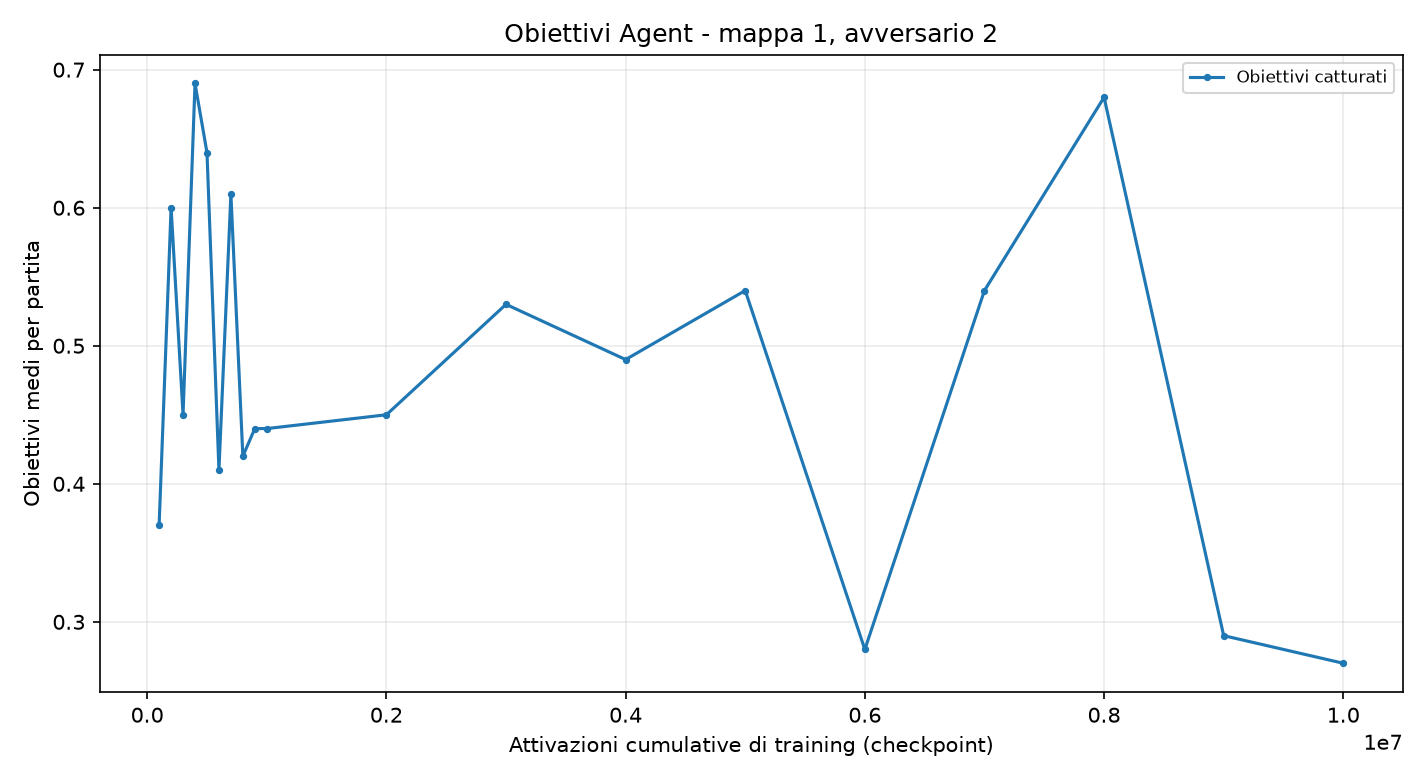 Obiettivi Agent - mappa 1, avversario 2
Obiettivi catturati
Obiettivi medi per partita
0.7
0.6
0.5
0.4
0.3
0.0 0.2 0.4 0.6 0.8 1.0
1e7
Attivazioni cumulative di training (checkpoint)